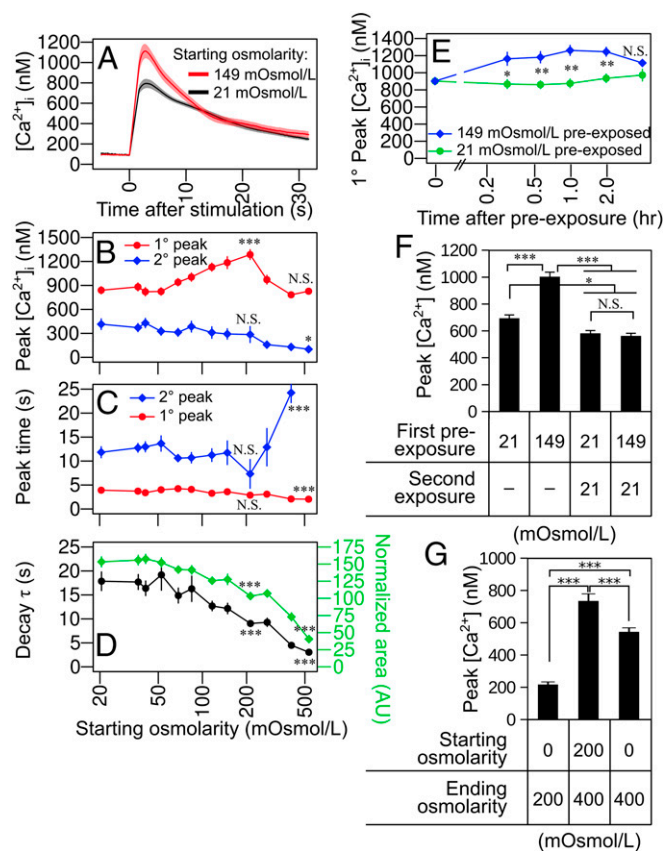 A
[Ca²⁺]ᵢ (nM)
1200
1000
800
600
400
200
0
Starting osmolarity:
149 mOsmol/L
21 mOsmol/L
0
10
20
30
Time after stimulation (s)
B
Peak [Ca²⁺]ᵢ (nM)
1500
1200
900
600
300
0
1° peak
2° peak
***
N.S.
N.S.
*
C
Peak time (s)
25
20
15
10
5
0
2° peak
1° peak
N.S.
***
N.S.
***
D
Decay τ (s)
25
20
15
10
5
0
175
150
125
100
75
50
25
0
Normalized area (AU)
***
***
***
***
20
50
100
200
500
Starting osmolarity (mOsmol/L)
E
1° Peak [Ca²⁺]ᵢ (nM)
1400
1200
1000
800
600
400
200
0
N.S.
*
**
**
**
149 mOsmol/L pre-exposed
21 mOsmol/L pre-exposed
0
0.2
0.5
1.0
2.0
Time after pre-exposure (hr)
F
Peak [Ca²⁺] (nM)
1200
1000
800
600
400
200
0
***
***
*
N.S.
First pre-exposure
21
149
21
149
Second exposure
–
–
21
21
(mOsmol/L)
G
Peak [Ca²⁺] (nM)
800
600
400
200
0
***
***
***
Starting osmolarity
0
200
0
Ending osmolarity
200
400
400
(mOsmol/L)